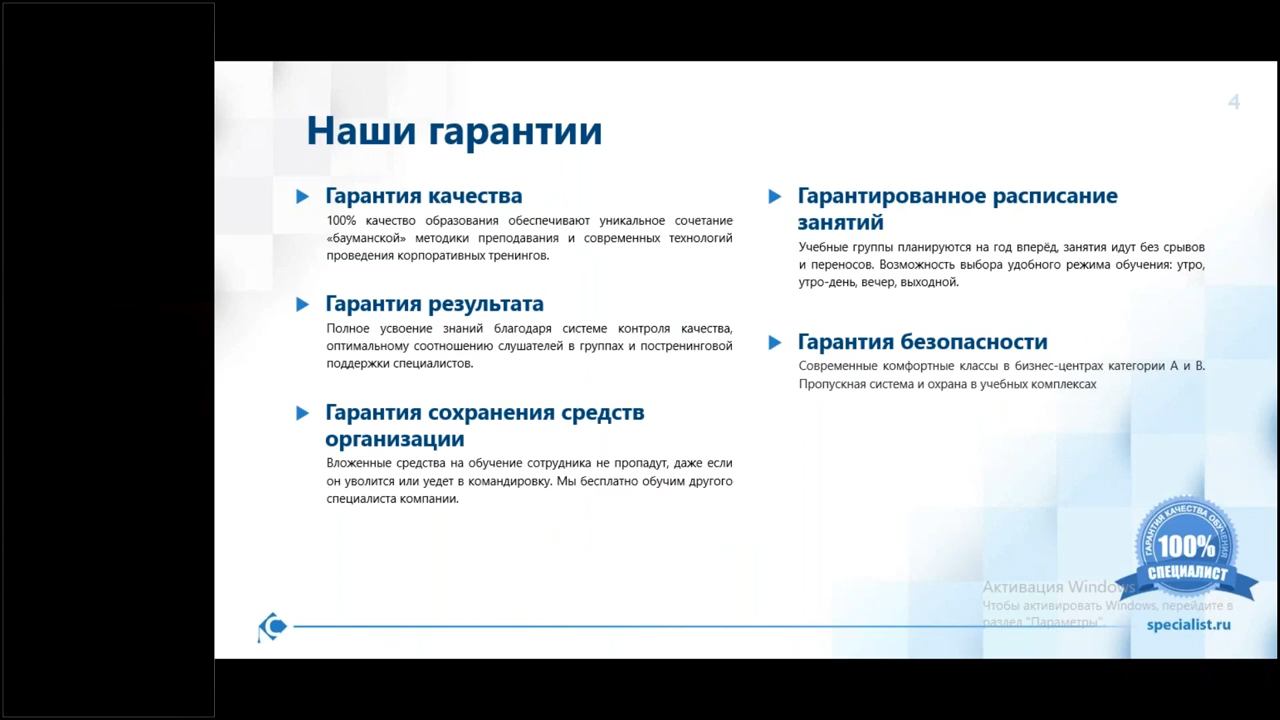 4
Наши гарантии
Гарантия качества
100% качество образования обеспечивают уникальное сочетание
«бауманской» методики преподавания и современных технологий
проведения корпоративных тренингов.
Гарантия результата
Полное усвоение знаний благодаря системе контроля качества,
оптимальному соотношению слушателей в группах и постренинговой
поддержки специалистов.
Гарантия сохранения средств
организации
Вложенные средства на обучение сотрудника не пропадут, даже если
он уволится или уедет в командировку. Мы бесплатно обучим другого
специалиста компании.
Гарантированное расписание
занятий
Учебные группы планируются на год вперёд, занятия идут без срывов
и переносов. Возможность выбора удобного режима обучения: утро,
утро-день, вечер, выходной.
Гарантия безопасности
Современные комфортные классы в бизнес-центрах категории А и В.
Пропускная система и охрана в учебных комплексах
ГАРАНТИЯ КАЧЕСТВА ОБУЧЕНИЯ
100%
СПЕЦИАЛИСТ
Активация Windows
Чтобы активировать Windows, перейдите в
раздел "Параметры".
specialist.ru